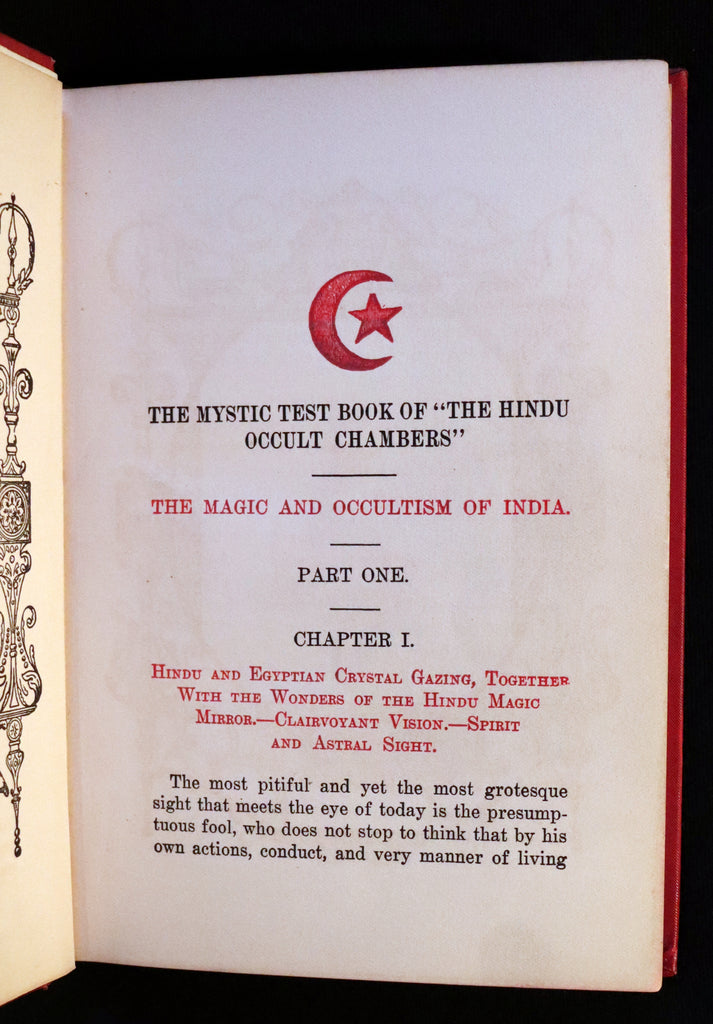 THE MYSTIC TEST BOOK OF “THE HINDU
OCCULT CHAMBERS”
THE MAGIC AND OCCULTISM OF INDIA.
PART ONE.
CHAPTER I.
Hindu and Egyptian Crystal Gazing, Together
With the Wonders of the Hindu Magic
Mirror.—Clairvoyant Vision.—Spirit
and Astral Sight.
The most pitiful and yet the most grotesque
sight that meets the eye of today is the presump-
tuous fool, who does not stop to think that by his
own actions, conduct, and very manner of living